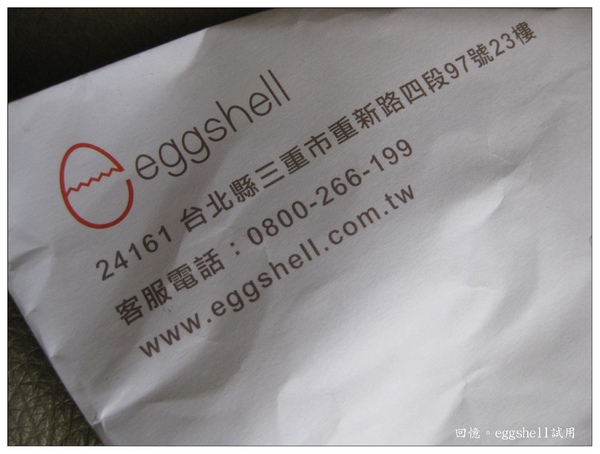 eggshell
24161 台北縣三重市重新路四段97號23樓
客服電話：0800-266-199
www.eggshell.com.tw
回憶。eggshell試用